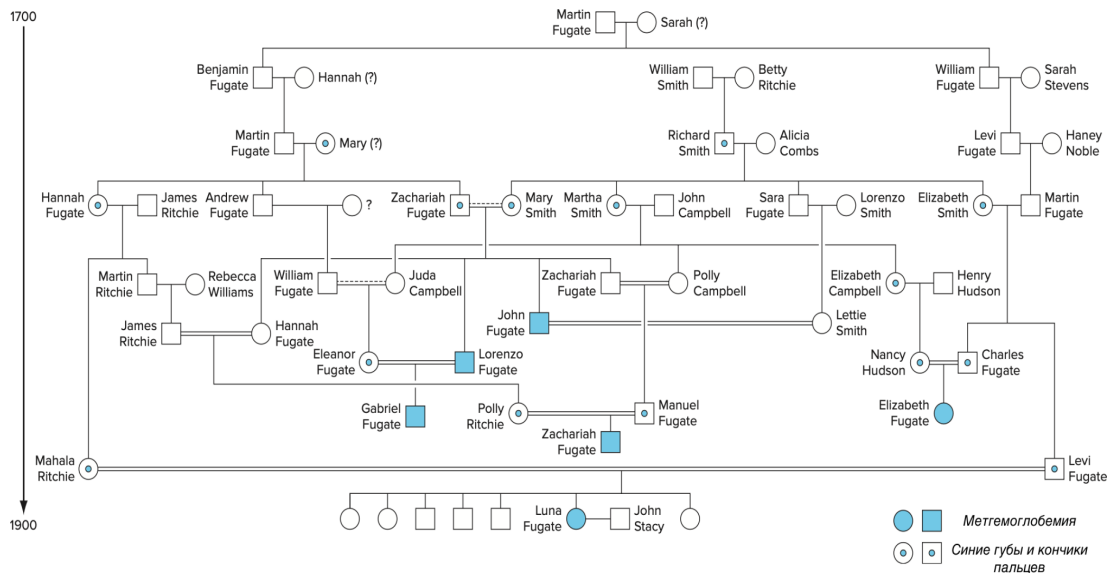 1700
Martin
Fugate
Sarah (?)
Benjamin
Fugate
Hannah (?)
William
Smith
Betty
Ritchie
William
Fugate
Sarah
Stevens
Martin
Fugate
Mary (?)
Richard
Smith
Alicia
Combs
Levi
Fugate
Haney
Noble
Hannah
Fugate
James
Ritchie
Andrew
Fugate
?
Zachariah
Fugate
Mary
Smith
Martha
Smith
John
Campbell
Sara
Fugate
Lorenzo
Smith
Elizabeth
Smith
Martin
Fugate
Martin
Ritchie
Rebecca
Williams
William
Fugate
Juda
Campbell
Zachariah
Fugate
Polly
Campbell
Elizabeth
Campbell
Henry
Hudson
James
Ritchie
Hannah
Fugate
John
Fugate
Lettie
Smith
Eleanor
Fugate
Lorenzo
Fugate
Nancy
Hudson
Charles
Fugate
Gabriel
Fugate
Polly
Ritchie
Manuel
Fugate
Elizabeth
Fugate
Zachariah
Fugate
Mahala
Ritchie
Levi
Fugate
Luna
Fugate
John
Stacy
1900
Метгемоглобемия
Синие губы и кончики
пальцев